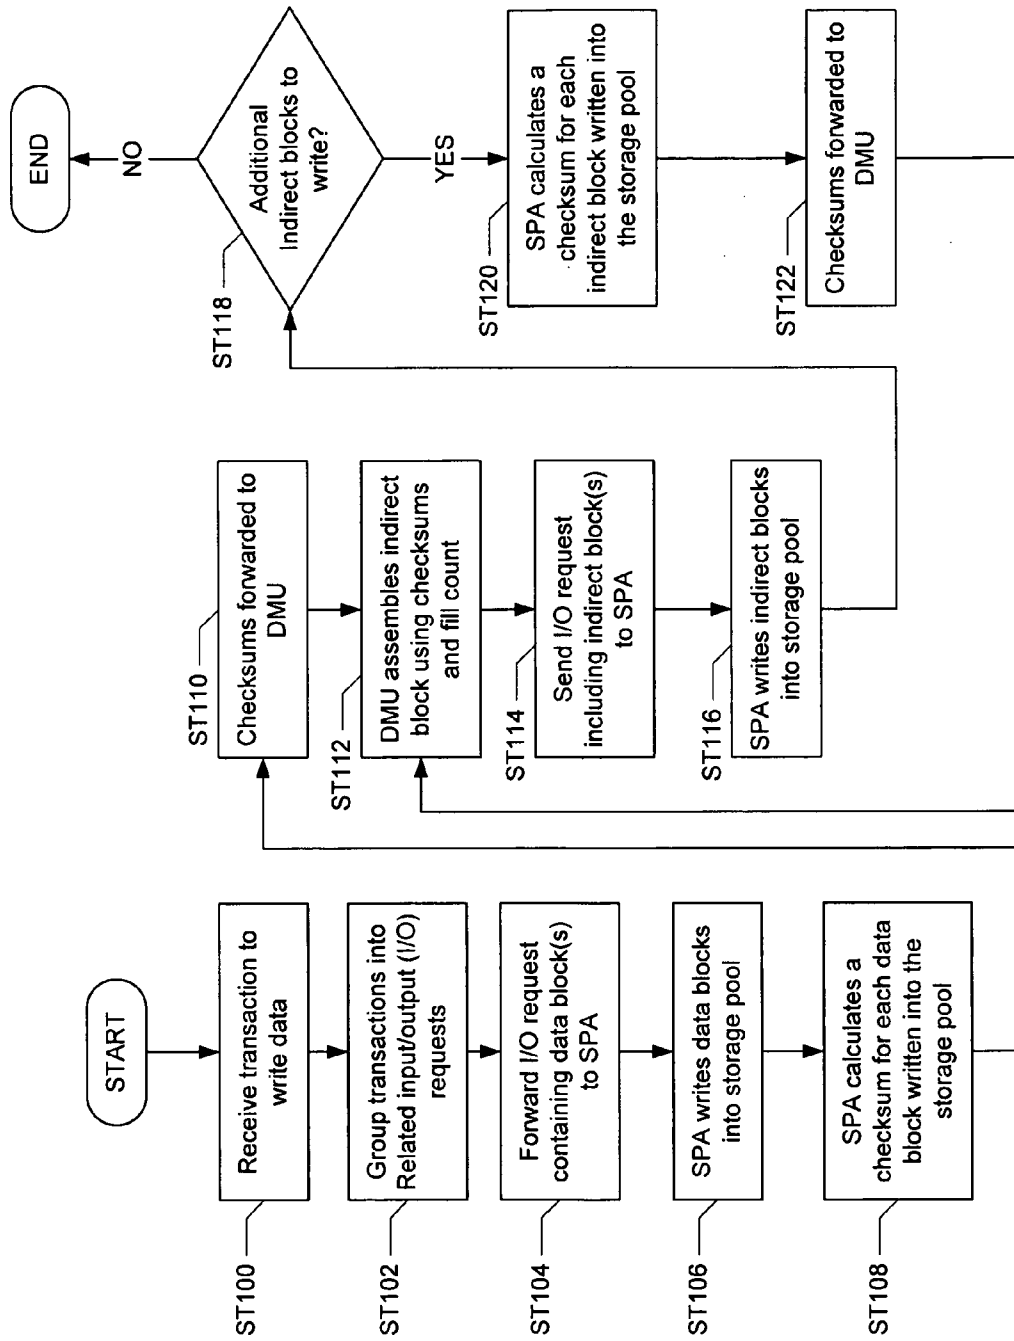 START
ST100
Receive transaction to
write data
ST102
Group transactions into
Related input/output (I/O)
requests
ST104
Forward I/O request
containing data block(s)
to SPA
ST106
SPA writes data blocks
into storage pool
ST108
SPA calculates a
checksum for each data
block written into the
storage pool
ST110
Checksums forwarded to
DMU
ST112
DMU assembles indirect
block using checksums
and fill count
ST114
Send I/O request
including indirect block(s)
to SPA
ST116
SPA writes indirect blocks
into storage pool
ST118
Additional
Indirect blocks to
write?
NO
END
YES
ST120
SPA calculates a
checksum for each
indirect block written into
the storage pool
ST122
Checksums forwarded to
DMU